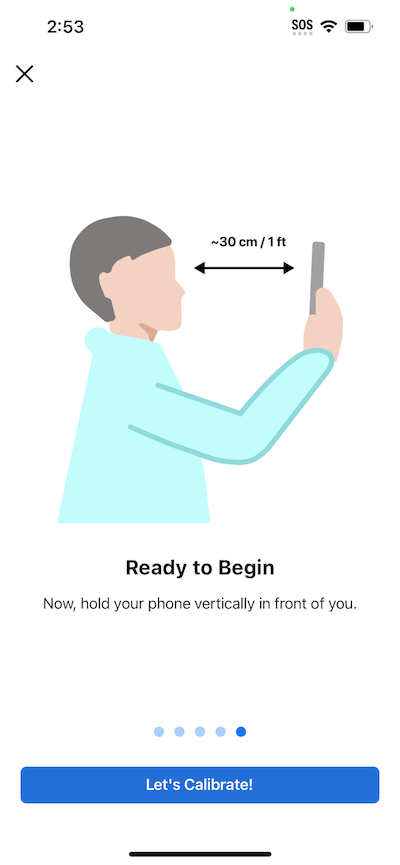 2:53
SOS
~30 cm / 1 ft
Ready to Begin
Now, hold your phone vertically in front of you.
Let's Calibrate!